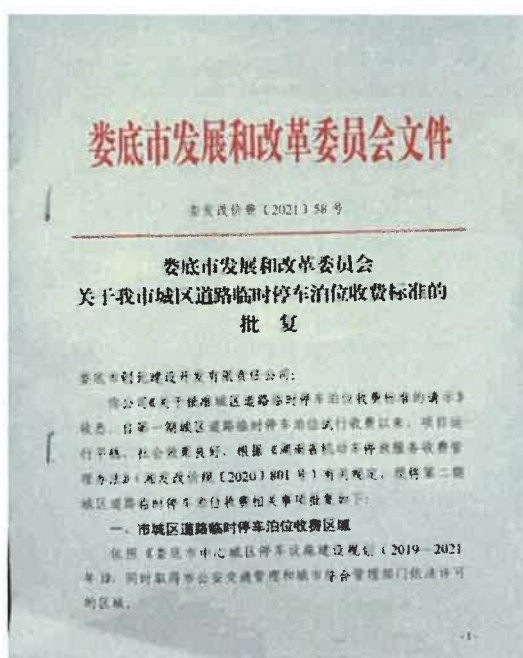 娄底市发展和改革委员会文件
娄发改价费〔2021〕58号
娄底市发展和改革委员会
关于我市城区道路临时停车泊位收费标准的
批 复
娄底市创元建设开发有限责任公司:
你公司《关于核准城区道路临时停车泊位收费标准的请示》
收悉。自第一期城区道路临时停车泊位试行收费以来,项目运
行平稳,社会效果良好。根据《湖南省机动车停放服务收费管
理办法》(湘发改价规〔2020〕801号)有关规定,现将第二期
城区道路临时停车泊位收费相关事项批复如下:
一、市城区道路临时停车泊位收费区域
依照《娄底市中心城区停车设施建设规划(2019—2021
年)》,同时取得市公安交通管理和城市综合管理部门依法许可
的区域。
-1-